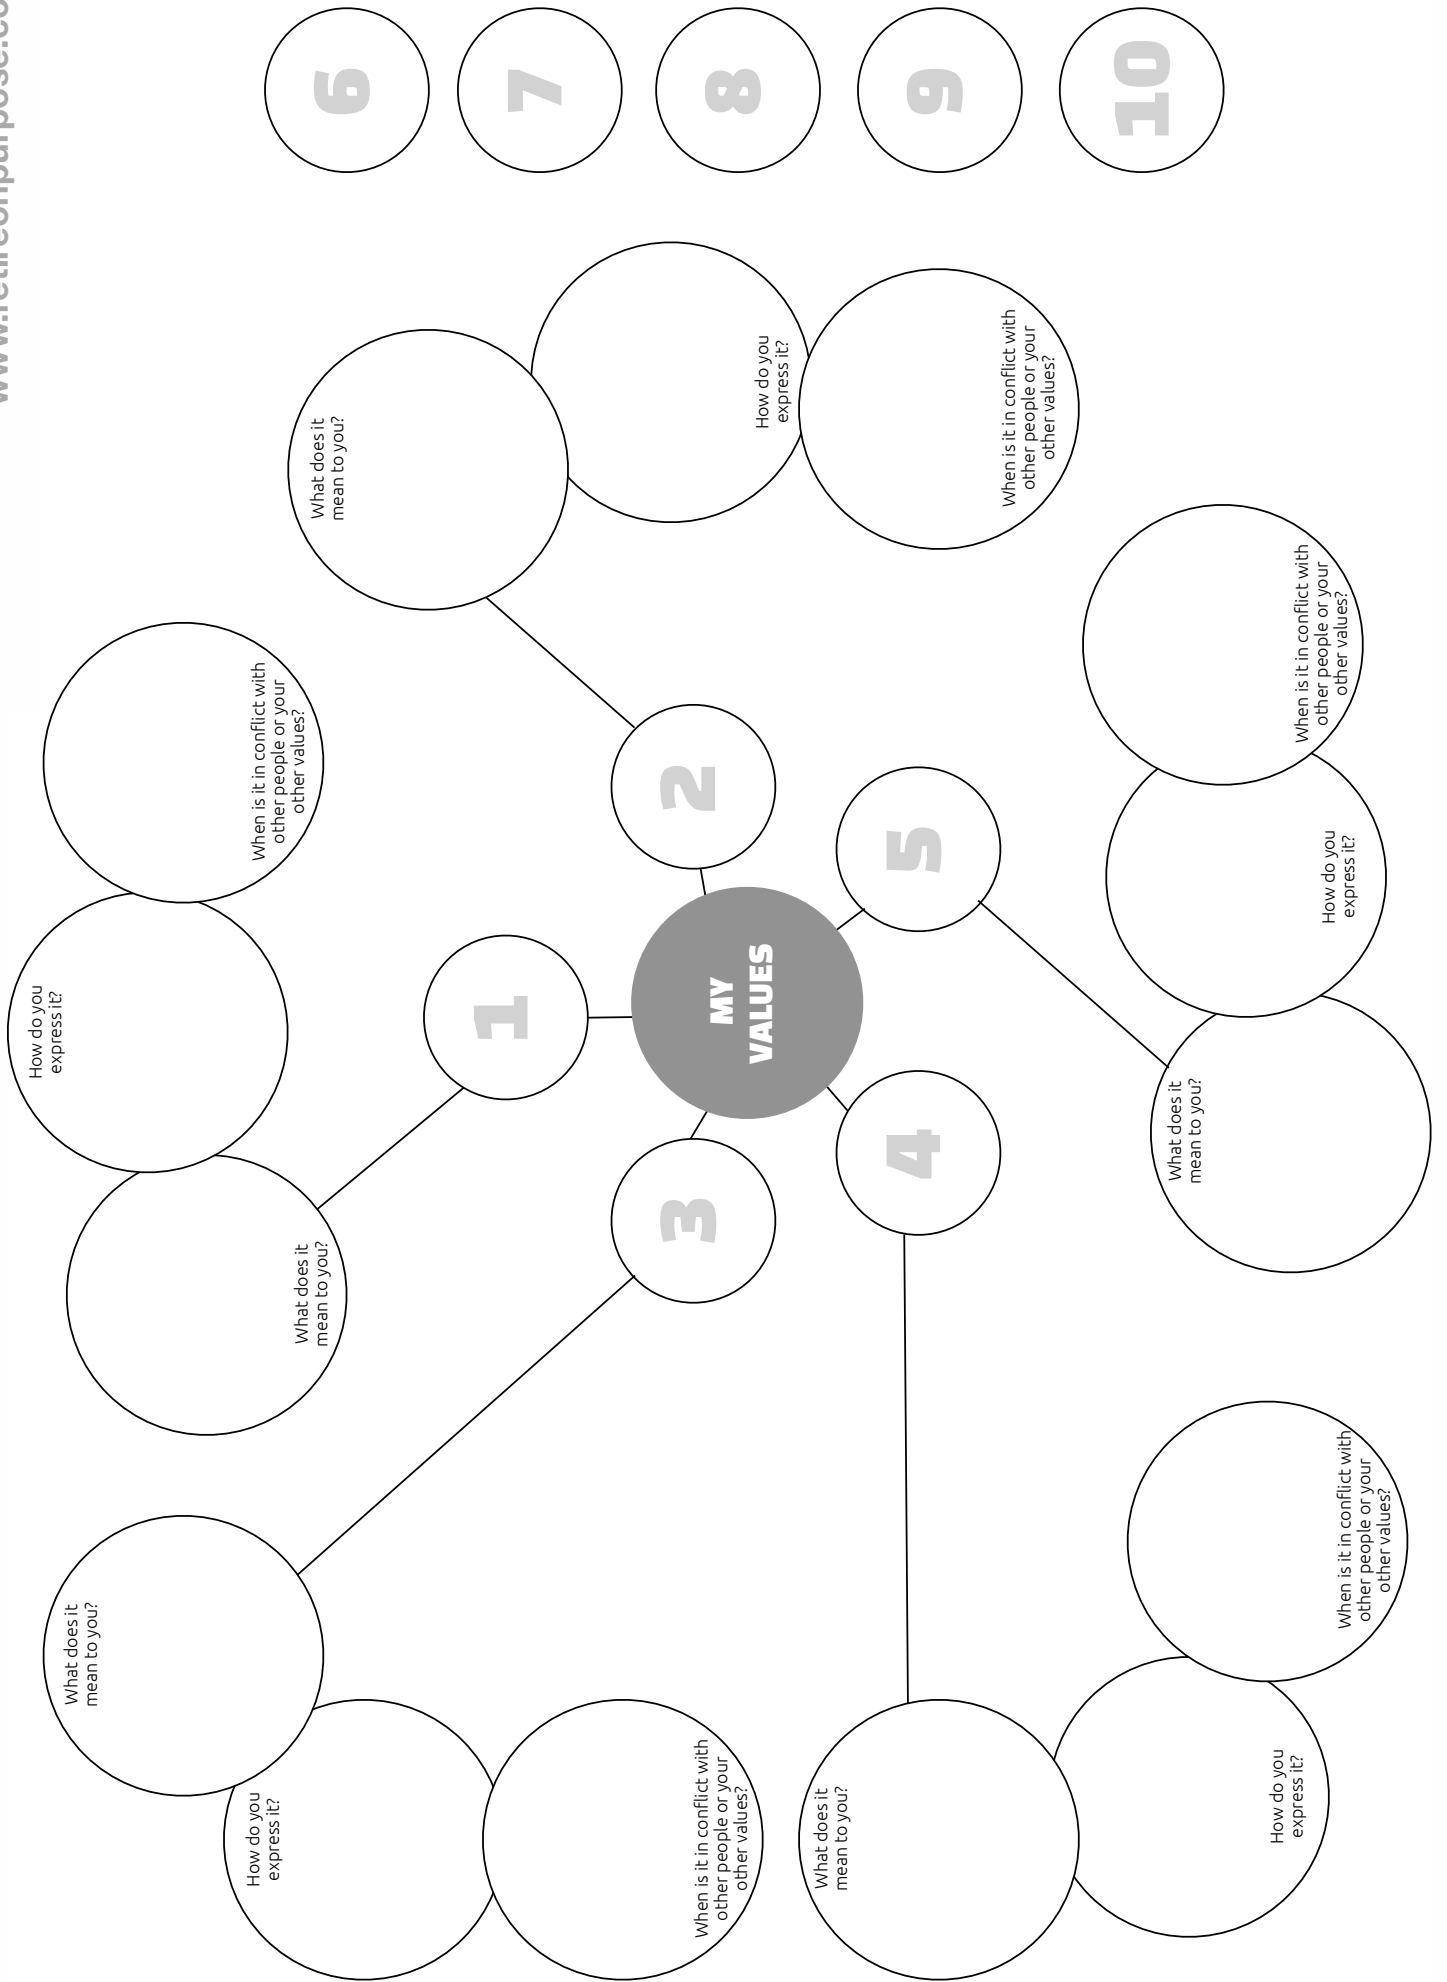 www.retireonpurpose.co
MY
VALUES
1
What does it
mean to you?
How do you
express it?
When is it in conflict with
other people or your
other values?
2
What does it
mean to you?
How do you
express it?
When is it in conflict with
other people or your
other values?
3
What does it
mean to you?
How do you
express it?
When is it in conflict with
other people or your
other values?
4
What does it
mean to you?
How do you
express it?
When is it in conflict with
other people or your
other values?
5
What does it
mean to you?
How do you
express it?
When is it in conflict with
other people or your
other values?
6
7
8
9
10